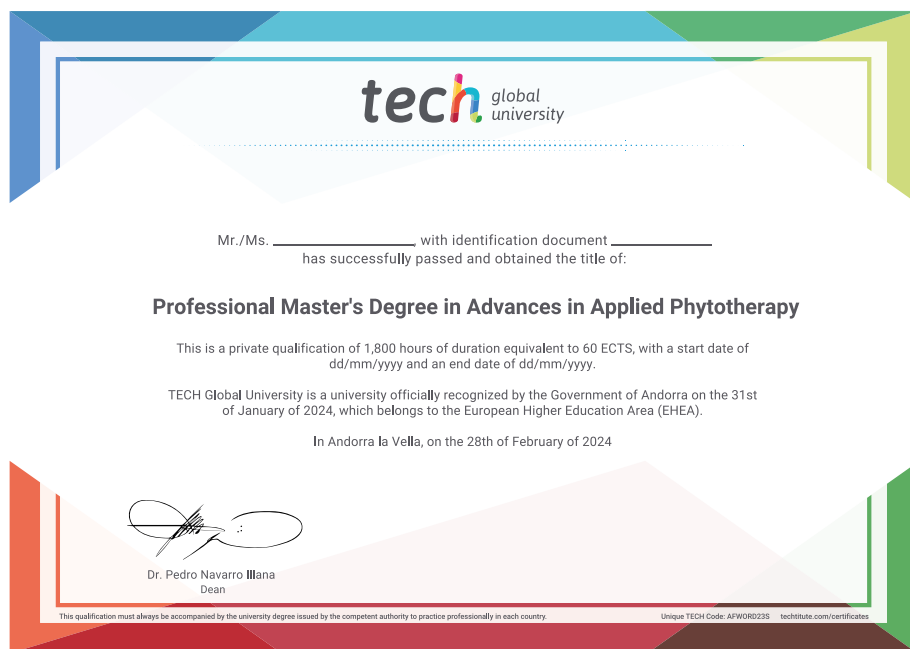 tech global
university
Mr./Ms. ____________, with identification document ____________
has successfully passed and obtained the title of:
Professional Master's Degree in Advances in Applied Phytotherapy
This is a private qualification of 1,800 hours of duration equivalent to 60 ECTS, with a start date of
dd/mm/yyyy and an end date of dd/mm/yyyy.
TECH Global University is a university officially recognized by the Government of Andorra on the 31st
of January of 2024, which belongs to the European Higher Education Area (EHEA).
In Andorra la Vella, on the 28th of February of 2024
Dr. Pedro Navarro Illana
Dean
This qualification must always be accompanied by the university degree issued by the competent authority to practice professionally in each country.
Unique TECH Code: AFWORD23S techtitute.com/certificates